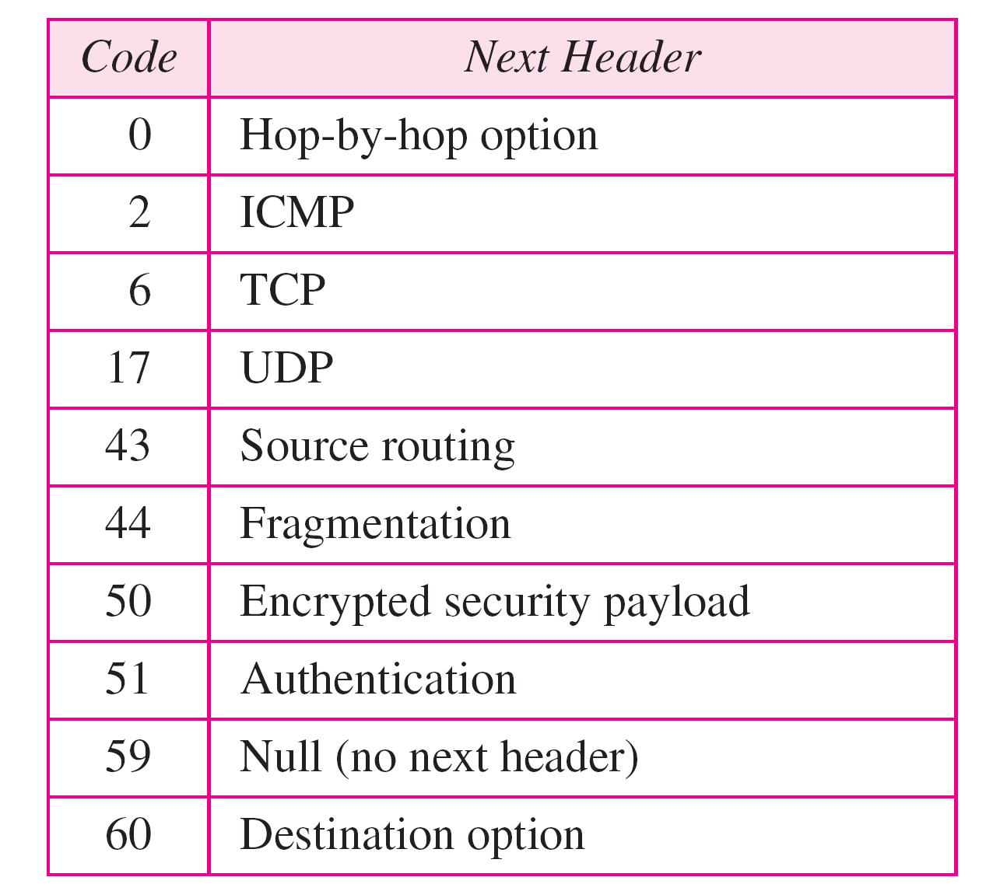 Code Next Header
0 Hop-by-hop option
2 ICMP
6 TCP
17 UDP
43 Source routing
44 Fragmentation
50 Encrypted security payload
51 Authentication
59 Null (no next header)
60 Destination option